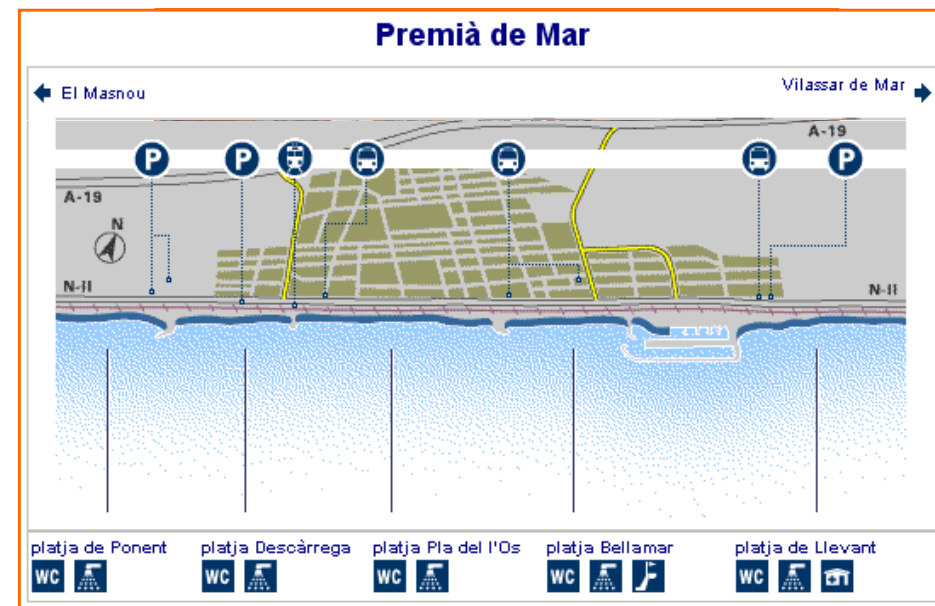 Premià de Mar
El Masnou
Vilassar de Mar
A-19
P
P
P
A-19
N
N-II
N-II
platja de Ponent
platja Descàrrega
platja Pla del l'Os
platja Bellamar
platja de Llevant
WC
WC
WC
WC
WC